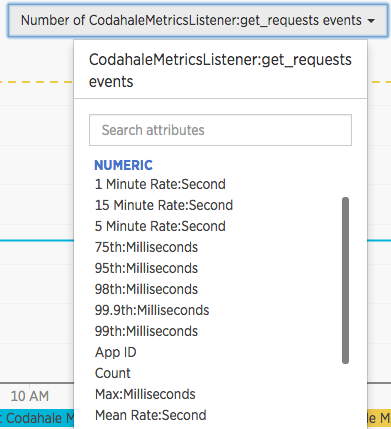 Number of CodahaleMetricsListener:get_requests events
CodahaleMetricsListener:get_requests
events
Search attributes
NUMERIC
1 Minute Rate:Second
15 Minute Rate:Second
5 Minute Rate:Second
75th:Milliseconds
95th:Milliseconds
98th:Milliseconds
99.9th:Milliseconds
99th:Milliseconds
App ID
10 AM
Count
Max:Milliseconds
t Codahale M
le M
Mean Rate:Second